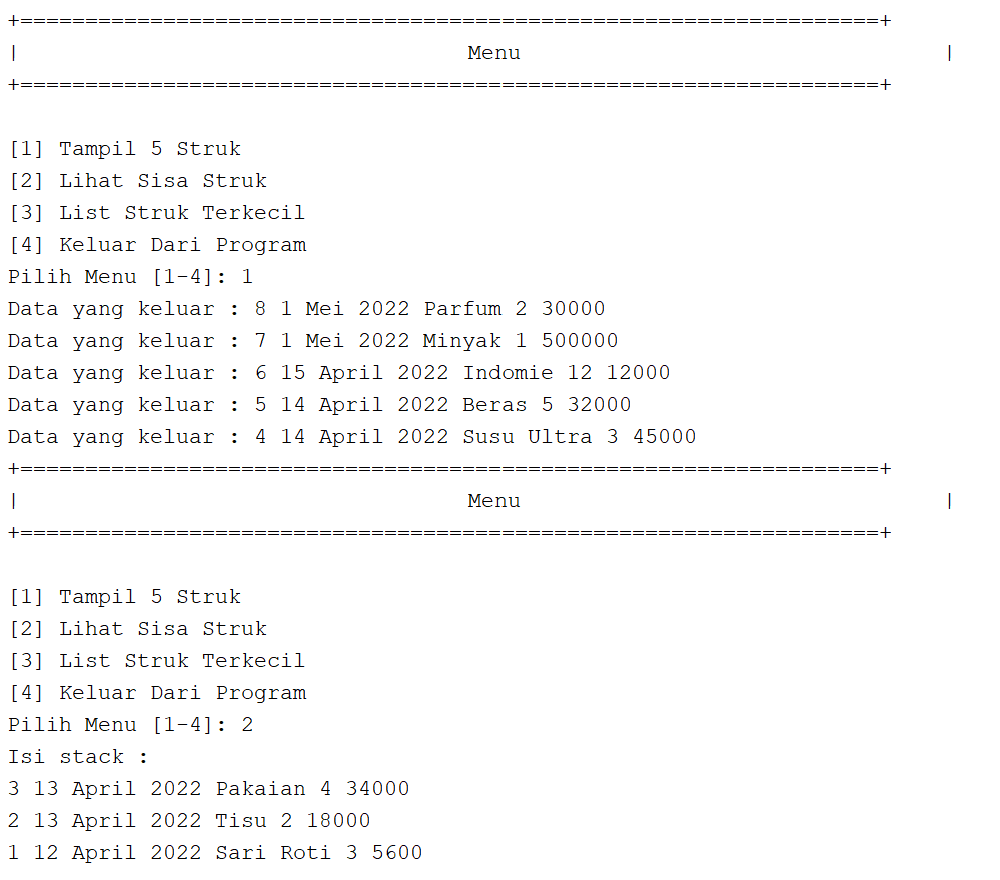 +==================================================================+
| Menu |
+==================================================================+
[1] Tampil 5 Struk
[2] Lihat Sisa Struk
[3] List Struk Terkecil
[4] Keluar Dari Program
Pilih Menu [1-4]: 1
Data yang keluar : 8 1 Mei 2022 Parfum 2 30000
Data yang keluar : 7 1 Mei 2022 Minyak 1 500000
Data yang keluar : 6 15 April 2022 Indomie 12 12000
Data yang keluar : 5 14 April 2022 Beras 5 32000
Data yang keluar : 4 14 April 2022 Susu Ultra 3 45000
+==================================================================+
| Menu |
+==================================================================+
[1] Tampil 5 Struk
[2] Lihat Sisa Struk
[3] List Struk Terkecil
[4] Keluar Dari Program
Pilih Menu [1-4]: 2
Isi stack :
3 13 April 2022 Pakaian 4 34000
2 13 April 2022 Tisu 2 18000
1 12 April 2022 Sari Roti 3 5600